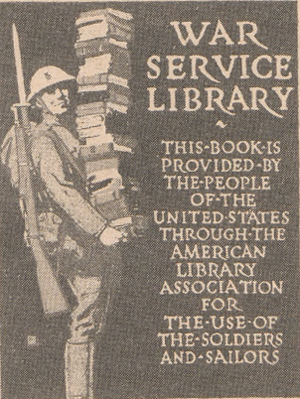 WAR
SERVICE
LIBRARY
~
THIS·BOOK·IS
PROVIDED·BY
THE·PEOPLE
OF·THE
UNITED·STATES
THROUGH·THE
AMERICAN
LIBRARY
ASSOCIATION
FOR
THE·USE·OF
THE·SOLDIERS
AND·SAILORS